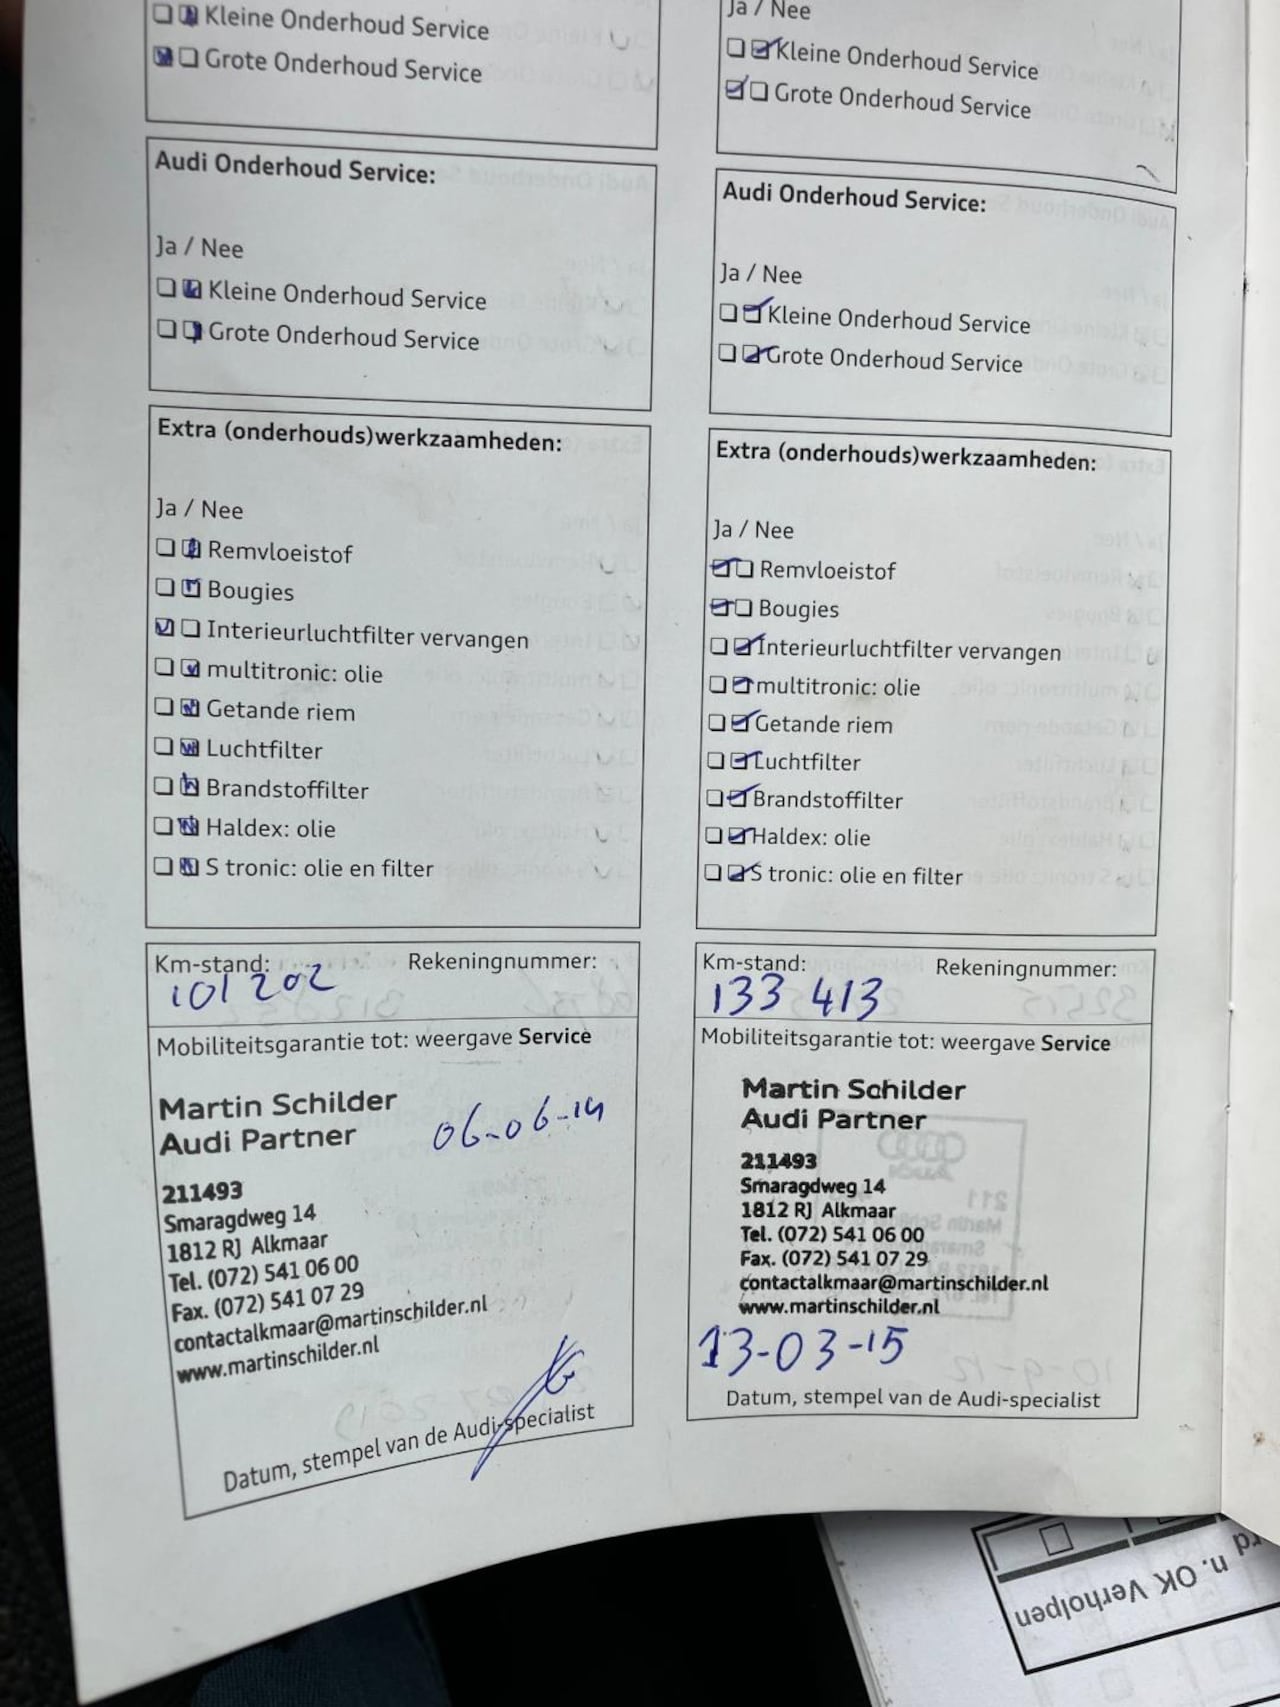 Kleine Onderhoud Service
Grote Onderhoud Service
Audi Onderhoud Service:
Ja / Nee
Kleine Onderhoud Service
Grote Onderhoud Service
Extra (onderhouds)werkzaamheden:
Ja / Nee
Remvloeistof
Bougies
Interieurluchtfilter vervangen
multitronic: olie
Getande riem
Luchtfilter
Brandstoffilter
Haldex: olie
S tronic: olie en filter
Km-stand: Rekeningnummer:
101 202
Mobiliteitsgarantie tot: weergave Service
Martin Schilder
Audi Partner
06-06-14
211493
Smaragdweg 14
1812 RJ Alkmaar
Tel. (072) 541 06 00
Fax. (072) 541 07 29
contactalkmaar@martinschilder.nl
www.martinschilder.nl
Datum, stempel van de Audi-specialist
Ja / Nee
Kleine Onderhoud Service
Grote Onderhoud Service
Audi Onderhoud Service:
Ja / Nee
Kleine Onderhoud Service
Grote Onderhoud Service
Extra (onderhouds)werkzaamheden:
Ja / Nee
Remvloeistof
Bougies
Interieurluchtfilter vervangen
multitronic: olie
Getande riem
Luchtfilter
Brandstoffilter
Haldex: olie
S tronic: olie en filter
Km-stand: Rekeningnummer:
133 413
Mobiliteitsgarantie tot: weergave Service
Martin Schilder
Audi Partner
211493
Smaragdweg 14
1812 RJ Alkmaar
Tel. (072) 541 06 00
Fax. (072) 541 07 29
contactalkmaar@martinschilder.nl
www.martinschilder.nl
13-03-15
Datum, stempel van de Audi-specialist
n. OK Verholpen